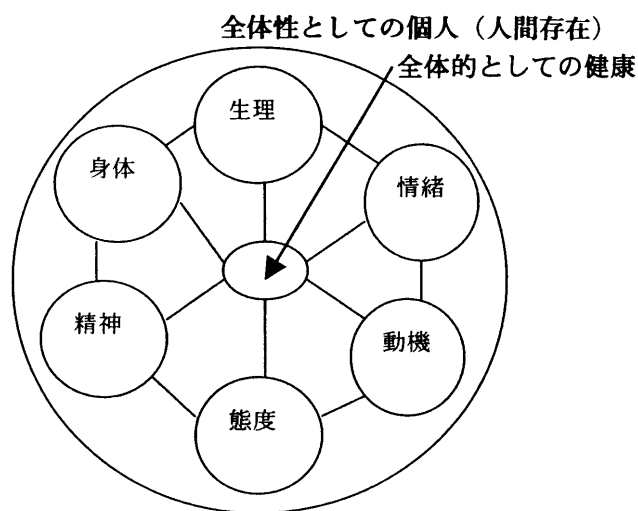 全体性としての個人（人間存在）
全体的としての健康
生理
身体
情緒
精神
動機
態度